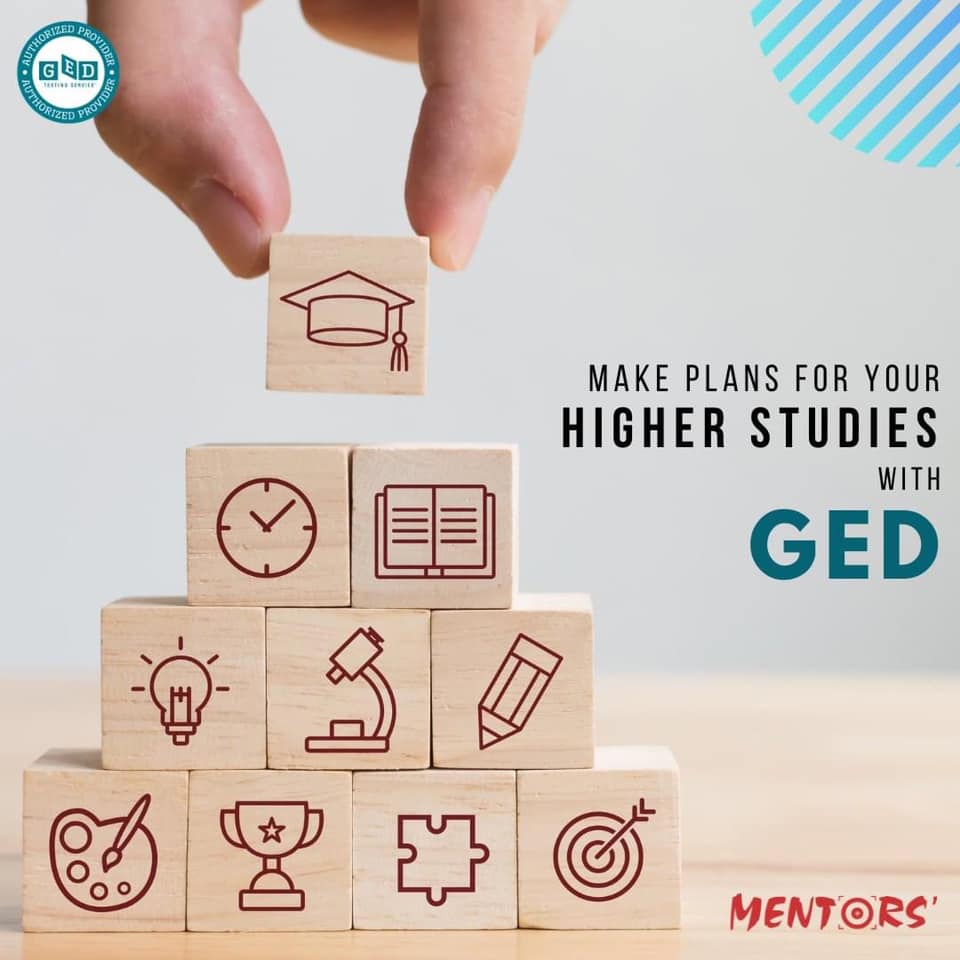 AUTHORIZED PROVIDER
GED
TESTING SERVICE
AUTHORIZED PROVIDER
MAKE PLANS FOR YOUR
HIGHER STUDIES
WITH
GED
MENTORS'